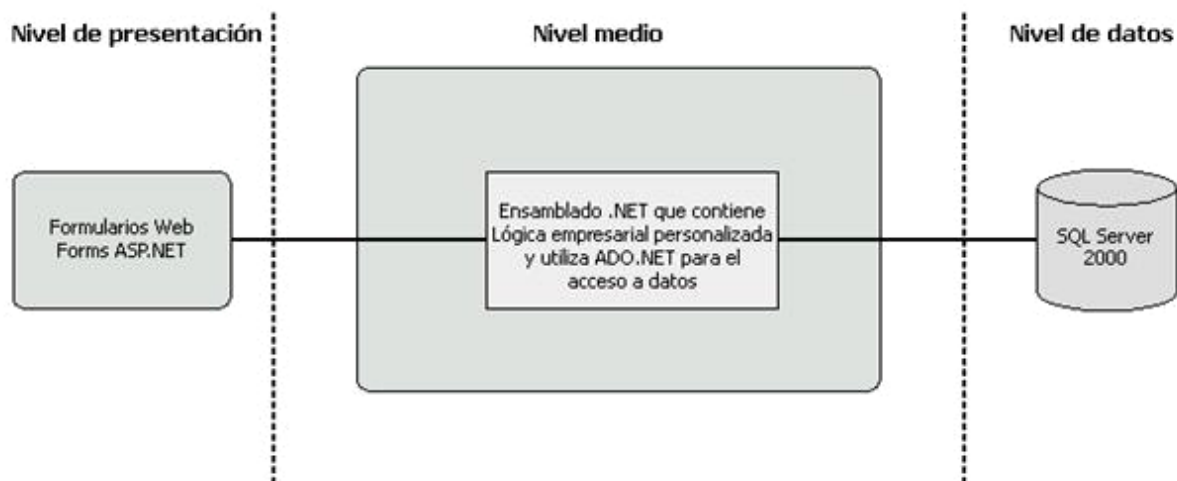 Nivel de presentación
Nivel medio
Nivel de datos
Formularios Web
Forms ASP.NET
Ensamblado .NET que contiene
Lógica empresarial personalizada
y utiliza ADO.NET para el
acceso a datos
SQL Server
2000